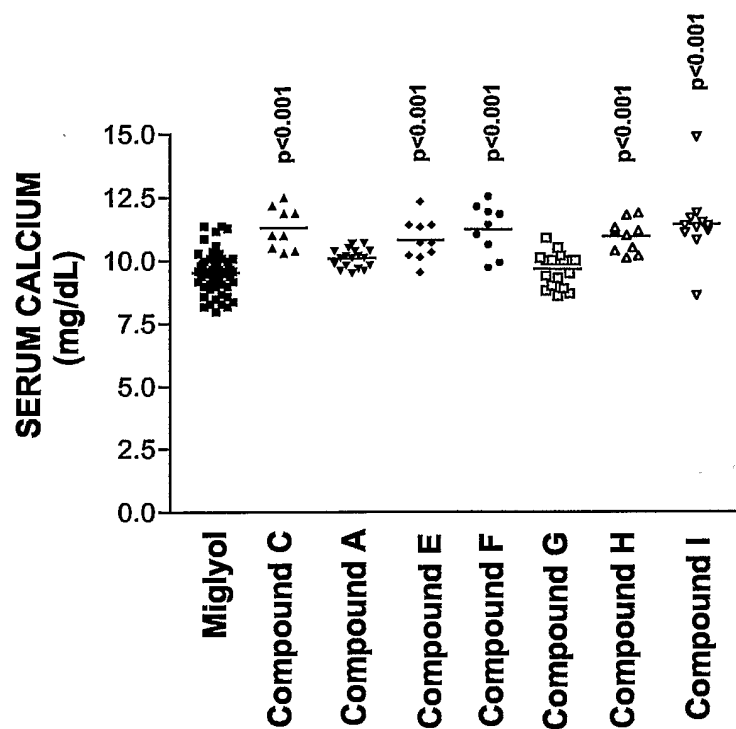 p<0.001
p<0.001
p<0.001
p<0.001
p<0.001
SERUM CALCIUM
(mg/dL)
15.0
12.5
10.0
7.5
5.0
2.5
0.0
Miglyol
Compound C
Compound A
Compound E
Compound F
Compound G
Compound H
Compound I